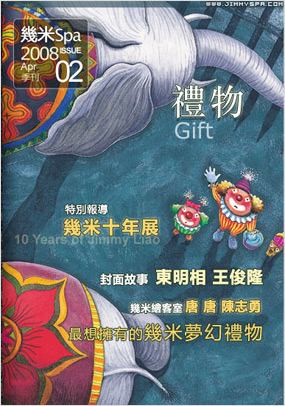 WWW.JIMMYSPA.COM
幾米Spa
2008 ISSUE
Apr 02
季刊
禮物
Gift
特別報導
幾米十年展
10 Years of Jimmy Liao
封面故事 東明相 王俊隆
幾米繪客室 唐 唐 陳志勇
最想擁有的幾米夢幻禮物